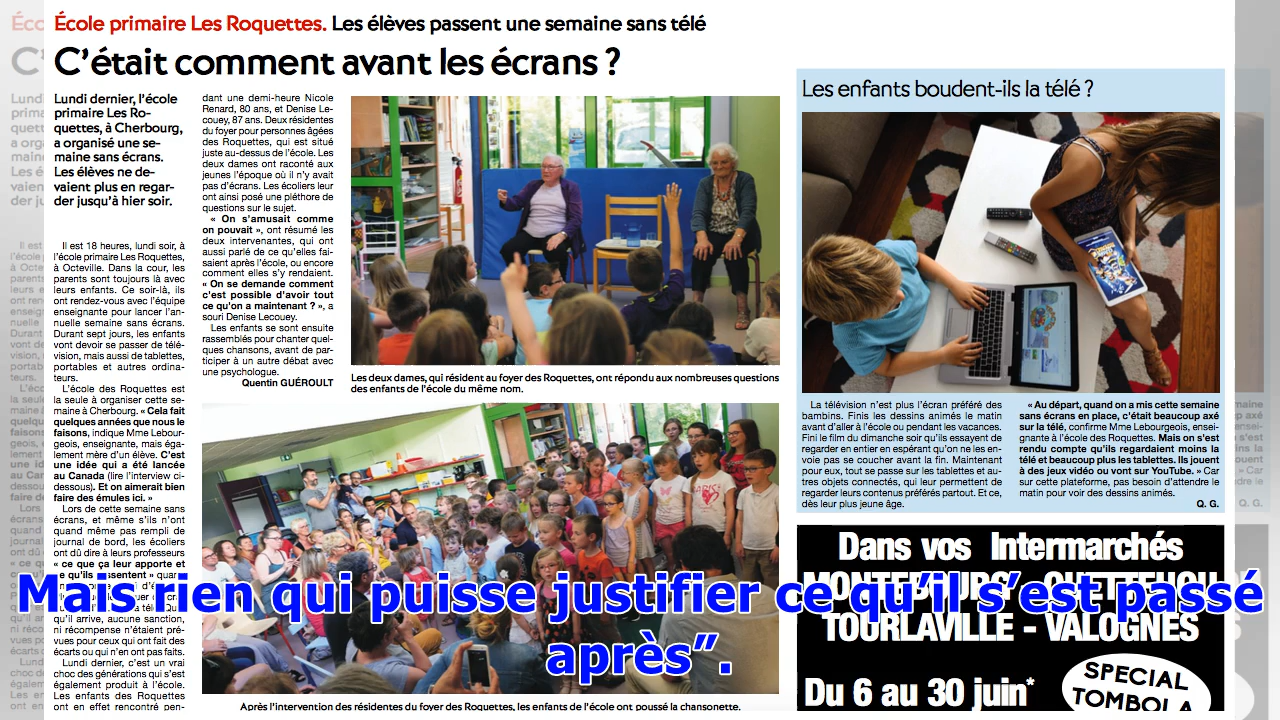 École primaire Les Roquettes. Les élèves passent une semaine sans télé
C'était comment avant les écrans ?
Lundi dernier, l'école
primaire Les Ro-
quettes, à Cherbourg,
a organisé une se-
maine sans écrans.
Les élèves ne de-
vaient plus en regar-
der jusqu'à hier soir.
Il est 18 heures, lundi soir, à
l'école primaire Les Roquettes,
à Octeville. Dans la cour, les
parents sont toujours là avec
leurs enfants. Ce soir-là, ils
ont rendez-vous avec l'équipe
enseignante pour lancer l'an-
nuelle semaine sans écrans.
Durant sept jours, les enfants
vont devoir se passer de télé-
vision, mais aussi de tablettes,
portables et autres ordina-
teurs.
L'école des Roquettes est
la seule à organiser cette se-
maine à Cherbourg. « Cela fait
quelques années que nous le
faisons, indique Mme Lebour-
geois, enseignante, mais éga-
lement mère d'un élève. C'est
une idée qui a été lancée
au Canada (lire l'interview ci-
dessous). Et on aimerait bien
faire des émules ici. »
Lors de cette semaine sans
écrans, et même s'ils n'ont
quand même pas rempli de
journal de bord, les écoliers
ont dû dire à leurs professeurs
« ce que ça leur apporte et
ce qu'ils ressentent » quand
qu'il arrive, aucune sanction,
ni récompense n'étaient pré-
vues pour ceux qui ont fait des
écarts ou qui n'en ont pas faits.
Lundi dernier, c'est un vrai
choc des générations qui s'est
également produit à l'école.
Les enfants des Roquettes
ont en effet rencontré pen-
dant une demi-heure Nicole
Renard, 80 ans, et Denise Le-
couey, 87 ans. Deux résidentes
du foyer pour personnes âgées
des Roquettes, qui est situé
juste au-dessus de l'école. Les
deux dames ont raconté aux
jeunes l'époque où il n'y avait
pas d'écrans. Les écoliers leur
ont ainsi posé une pléthore de
questions sur le sujet.
« On s'amusait comme
on pouvait », ont résumé les
deux intervenantes, qui ont
aussi parlé de ce qu'elles fai-
saient après l'école, ou encore
comment elles s'y rendaient.
« On se demande comment
c'est possible d'avoir tout
ce qu'on a maintenant ? », a
souri Denise Lecouey.
Les enfants se sont ensuite
rassemblés pour chanter quel-
ques chansons, avant de par-
ticiper à un autre débat avec
une psychologue.
Quentin GUÉROULT
Les deux dames, qui résident au foyer des Roquettes, ont répondu aux nombreuses questions
des enfants de l'école du même nom.
Après l'intervention des résidentes du foyer des Roquettes, les enfants de l'école ont poussé la chansonnette.
Les enfants boudent-ils la télé ?
La télévision n'est plus l'écran préféré des
bambins. Finis les dessins animés le matin
avant d'aller à l'école ou pendant les vacances.
Fini le film du dimanche soir qu'ils essayent de
regarder en entier en espérant qu'on ne les en-
voie pas se coucher avant la fin. Maintenant
pour eux, tout se passe sur les tablettes et au-
tres objets connectés, qui leur permettent de
regarder leurs contenus préférés partout. Et ce,
dès leur plus jeune âge.
« Au départ, quand on a mis cette semaine
sans écrans en place, c'était beaucoup axé
sur la télé, confirme Mme Lebourgeois, ensei-
gnante à l'école des Roquettes. Mais on s'est
rendu compte qu'ils regardaient moins la
télé et beaucoup plus les tablettes. Ils jouent
à des jeux vidéo ou vont sur YouTube. » Car
sur cette plateforme, pas besoin d'attendre le
matin pour voir des dessins animés.
Q. G.
Dans vos Intermarchés
MONTEBOURG - QUETTEHOU
TOURLAVILLE - VALOGNES
Du 6 au 30 juin*
SPECIAL
TOMBOLA
Mais rien qui puisse justifier ce qu'il s'est passé
après”.